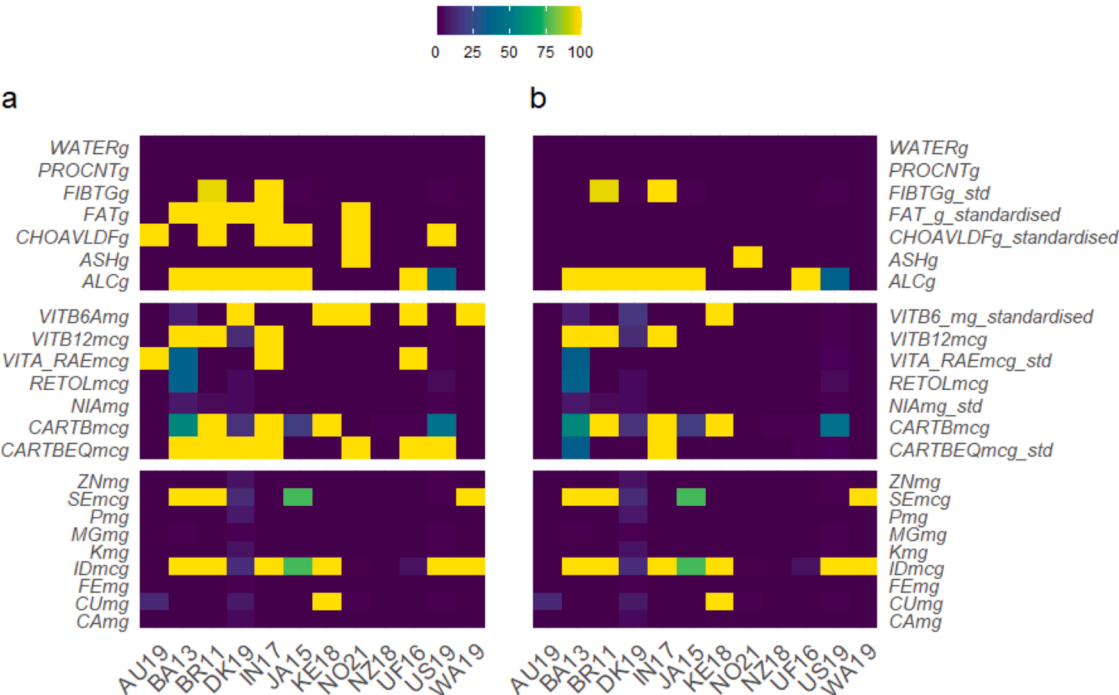 0 25 50 75 100
a b
WATERg
PROCNTg
FIBTGg
FATg
CHOAVLDFg
ASHg
ALCg
VITB6Amg
VITB12mcg
VITA_RAEmcg
RETOLmcg
NIAmg
CARTBmcg
CARTBEQmcg
ZNmg
SEmcg
Pmg
MGmg
Kmg
IDmcg
FEmg
CUmg
CAmg
AU19 BA13 BR11 DK19 IN17 JA15 KE18 NO21 NZ18 UF16 US19 WA19
WATERg
PROCNTg
FIBTGg_std
FAT_g_standardised
CHOAVLDFg_standardised
ASHg
ALCg
VITB6_mg_standardised
VITB12mcg
VITA_RAEmcg_std
RETOLmcg
NIAmg_std
CARTBmcg
CARTBEQmcg_std
ZNmg
SEmcg
Pmg
MGmg
Kmg
IDmcg
FEmg
CUmg
CAmg
AU19 BA13 BR11 DK19 IN17 JA15 KE18 NO21 NZ18 UF16 US19 WA19